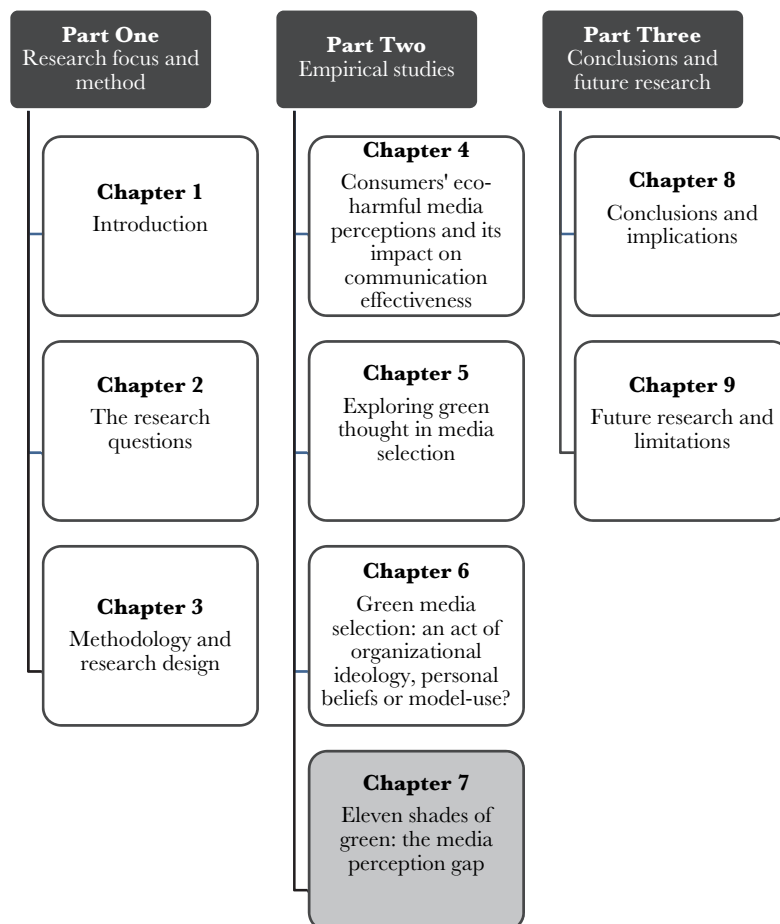 Part One
Research focus and
method
Chapter 1
Introduction
Chapter 2
The research
questions
Chapter 3
Methodology and
research design
Part Two
Empirical studies
Chapter 4
Consumers' eco-
harmful media
perceptions and its
impact on
communication
effectiveness
Chapter 5
Exploring green
thought in media
selection
Chapter 6
Green media
selection: an act of
organizational
ideology, personal
beliefs or model-use?
Chapter 7
Eleven shades of
green: the media
perception gap
Part Three
Conclusions and
future research
Chapter 8
Conclusions and
implications
Chapter 9
Future research and
limitations